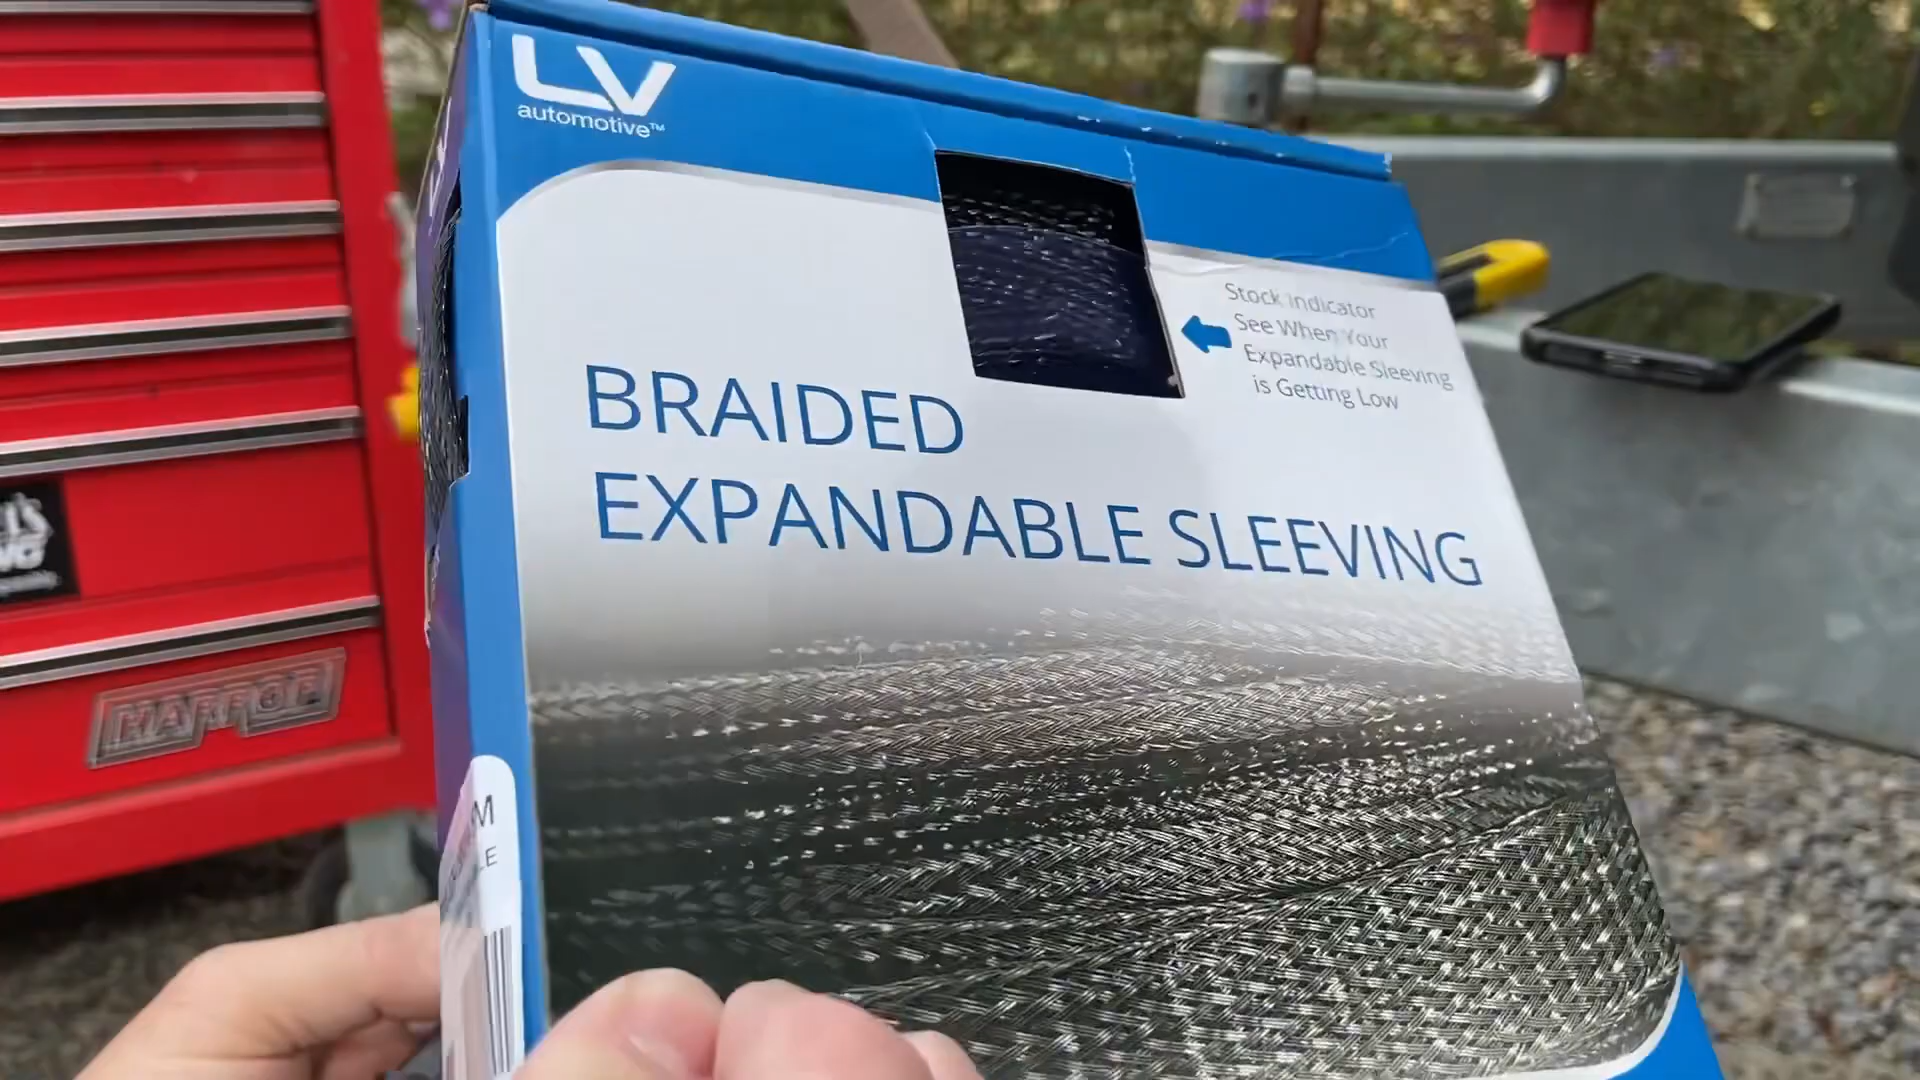 LV
automotive™
Stock Indicator
See When Your
Expandable Sleeving
is Getting Low
BRAIDED
EXPANDABLE SLEEVING